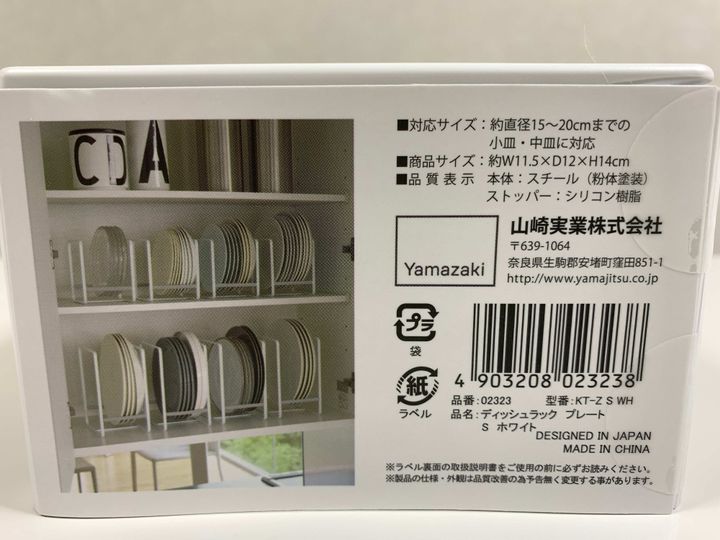 CDA
■対応サイズ：約直径15～20cmまでの
小皿・中皿に対応
■商品サイズ：約W11.5×D12×H14cm
■品質表示 本体：スチール（粉体塗装）
ストッパー：シリコン樹脂
Yamazaki
山崎実業株式会社
〒639-1064
奈良県生駒郡安堵町窪田851-1
http://www.yamajitsu.co.jp
プラ
袋
紙
ラベル
4 903208 023238
品番：02323 型番：KT-Z S WH
品名：ディッシュラック プレート
S ホワイト
DESIGNED IN JAPAN
MADE IN CHINA
※ラベル裏面の取扱説明書をご使用の前に必ずお読みください。
※製品の仕様・外観は品質改善の為予告無く変更する事があります。